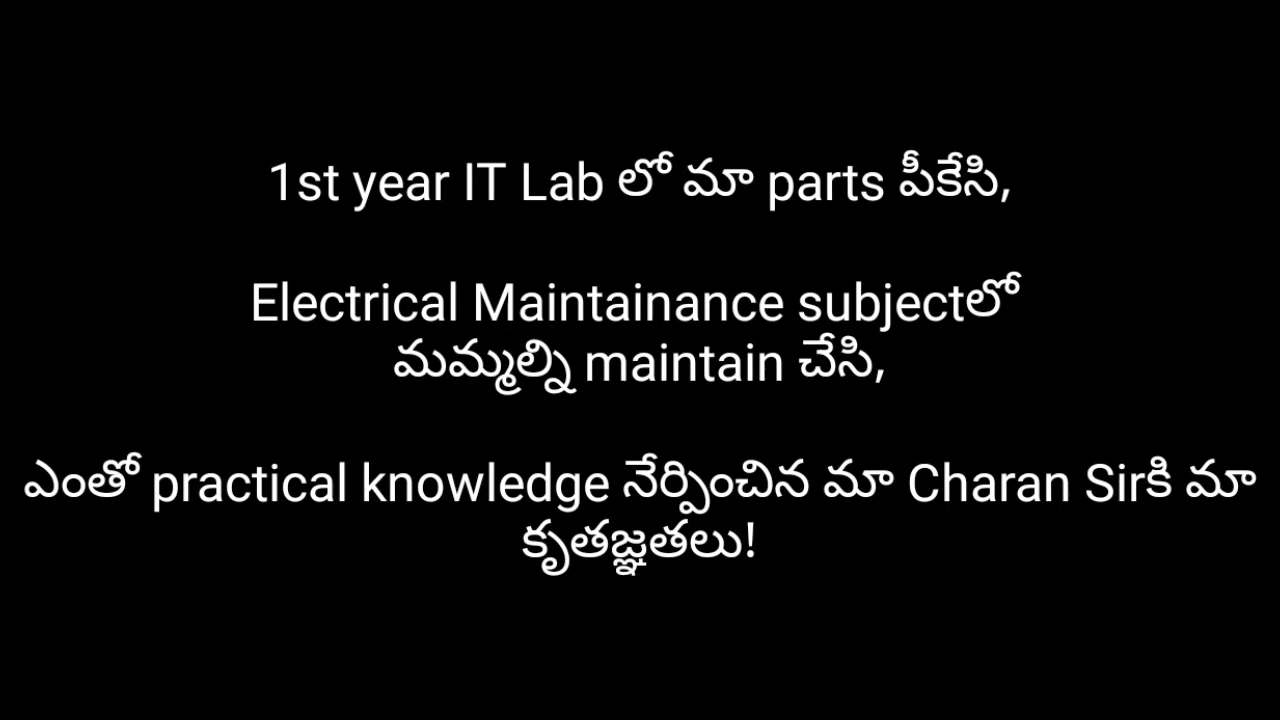 1st year IT Lab లో మా parts పీకేసి,
Electrical Maintainance subjectలో
మమ్మల్ని maintain చేసి,
ఎంతో practical knowledge నేర్పించిన మా Charan Sirకి మా
కృతజ్ఞతలు!